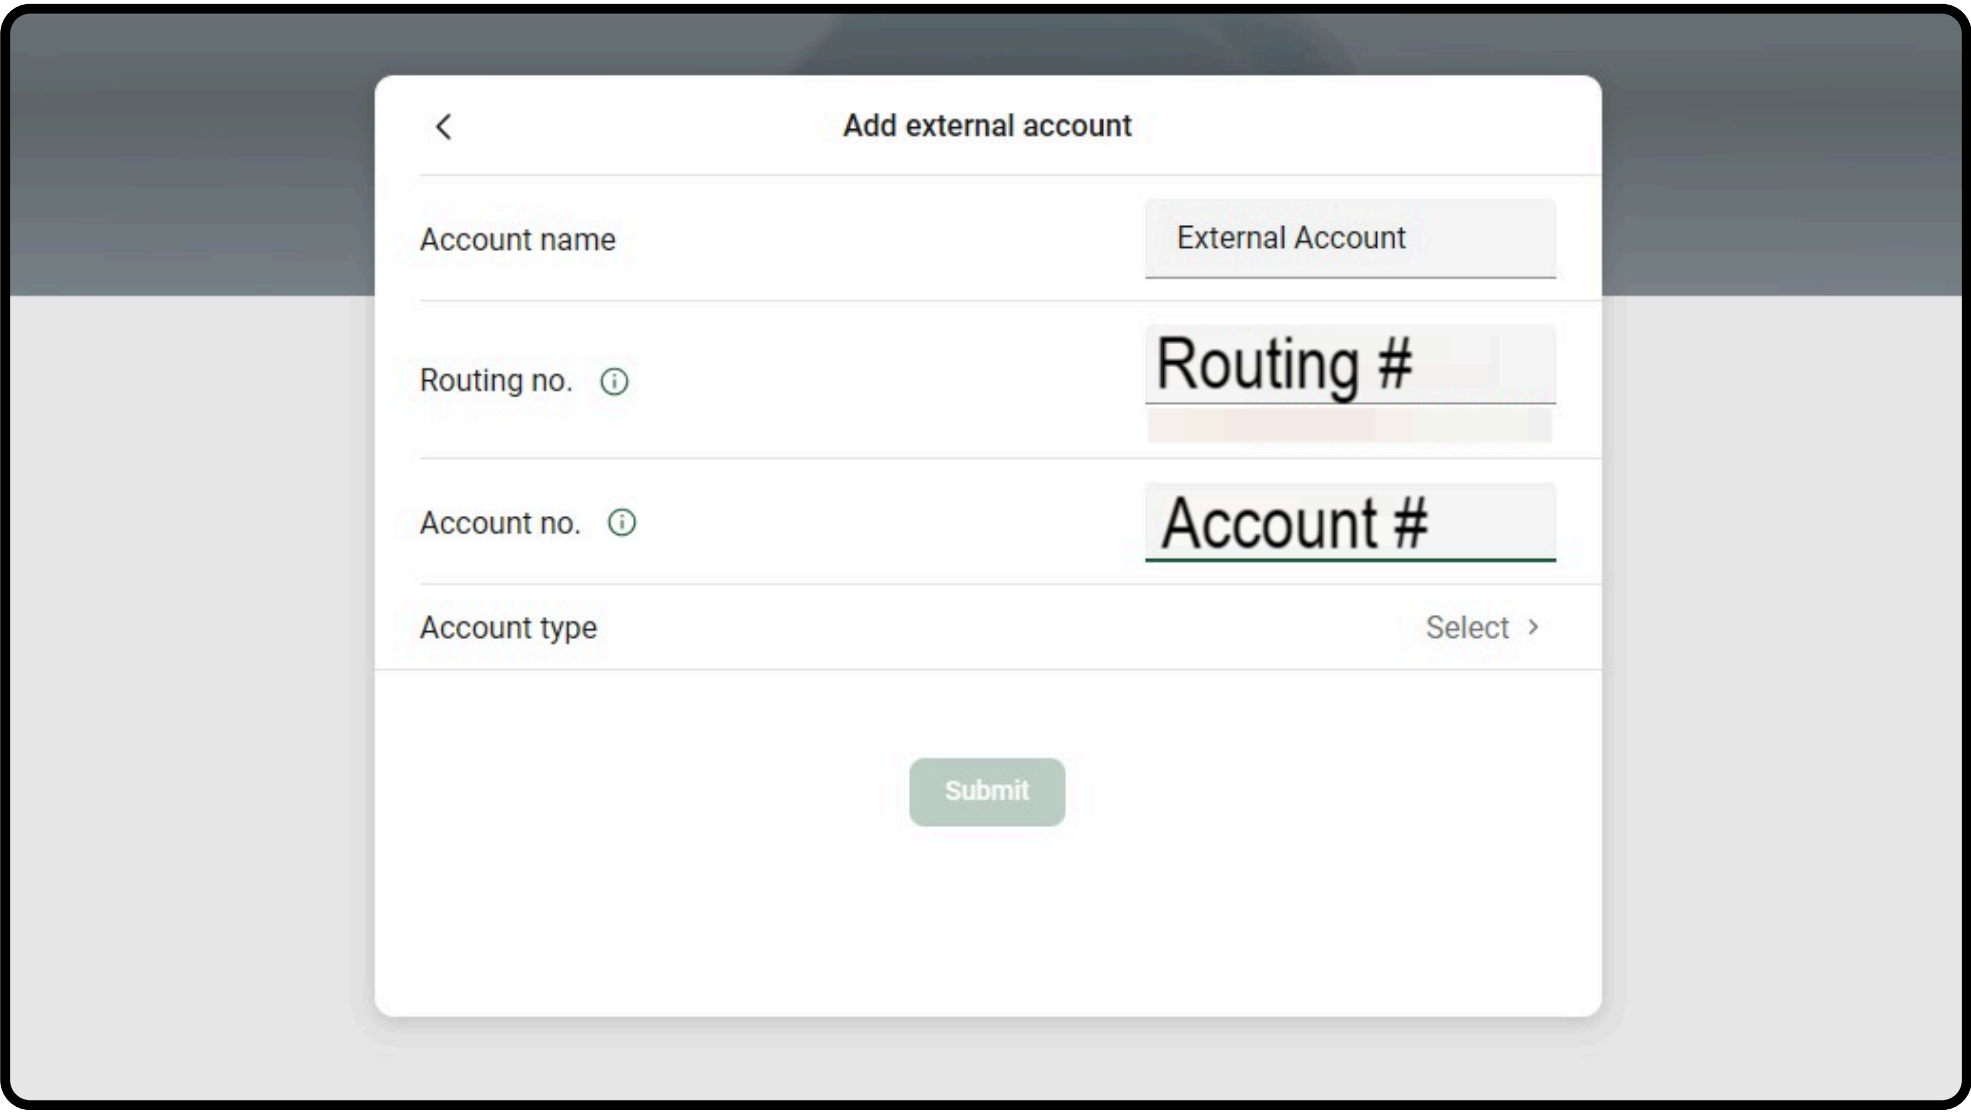 Add external account
Account name
External Account
Routing no.
Routing #
Account no.
Account #
Account type
Select
Submit